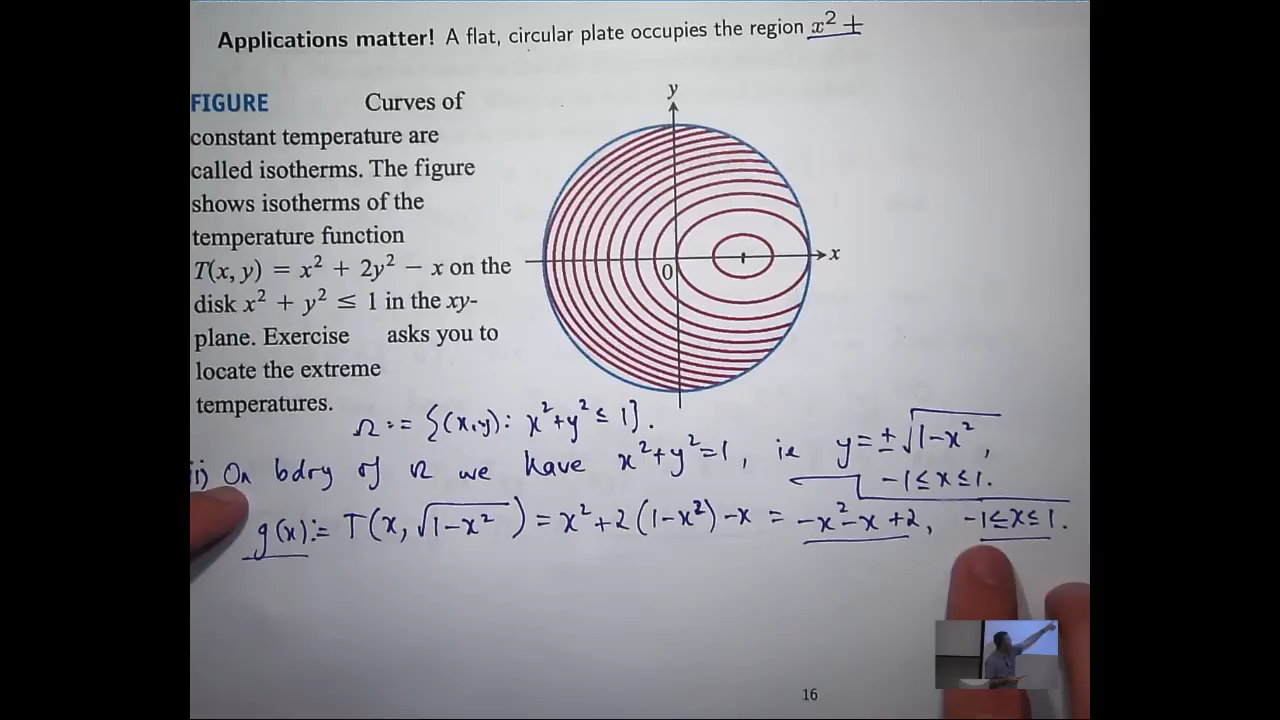 Applications matter! A flat, circular plate occupies the region x² +
FIGURE Curves of
constant temperature are
called isotherms. The figure
shows isotherms of the
temperature function
T(x, y) = x² + 2y² − x on the
disk x² + y² ≤ 1 in the xy-
plane. Exercise asks you to
locate the extreme
temperatures.
y
x
0
Ω := {(x,y): x²+y² ≤ 1}.
ii) On bdry of Ω we have x²+y²=1, ie y=±√(1−x²),
−1≤x≤1.
g(x):= T(x, √(1−x²)) = x²+2(1−x²)−x = −x²−x+2, −1≤x≤1.
16